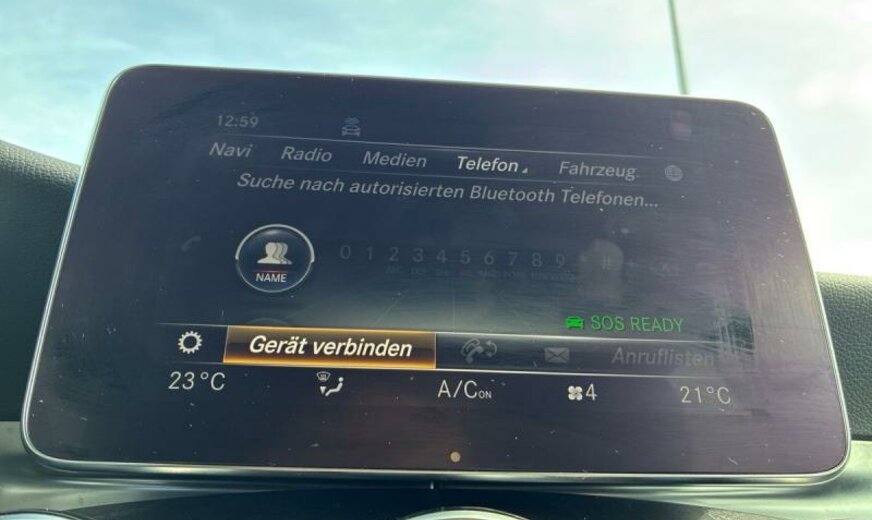 12:59
Navi Radio Medien Telefon Fahrzeug
Suche nach autorisierten Bluetooth Telefonen...
NAME 0 1 2 3 4 5 6 7 8 9 #
SOS READY
Gerät verbinden Anruflisten
23°C A/C ON 4 21°C